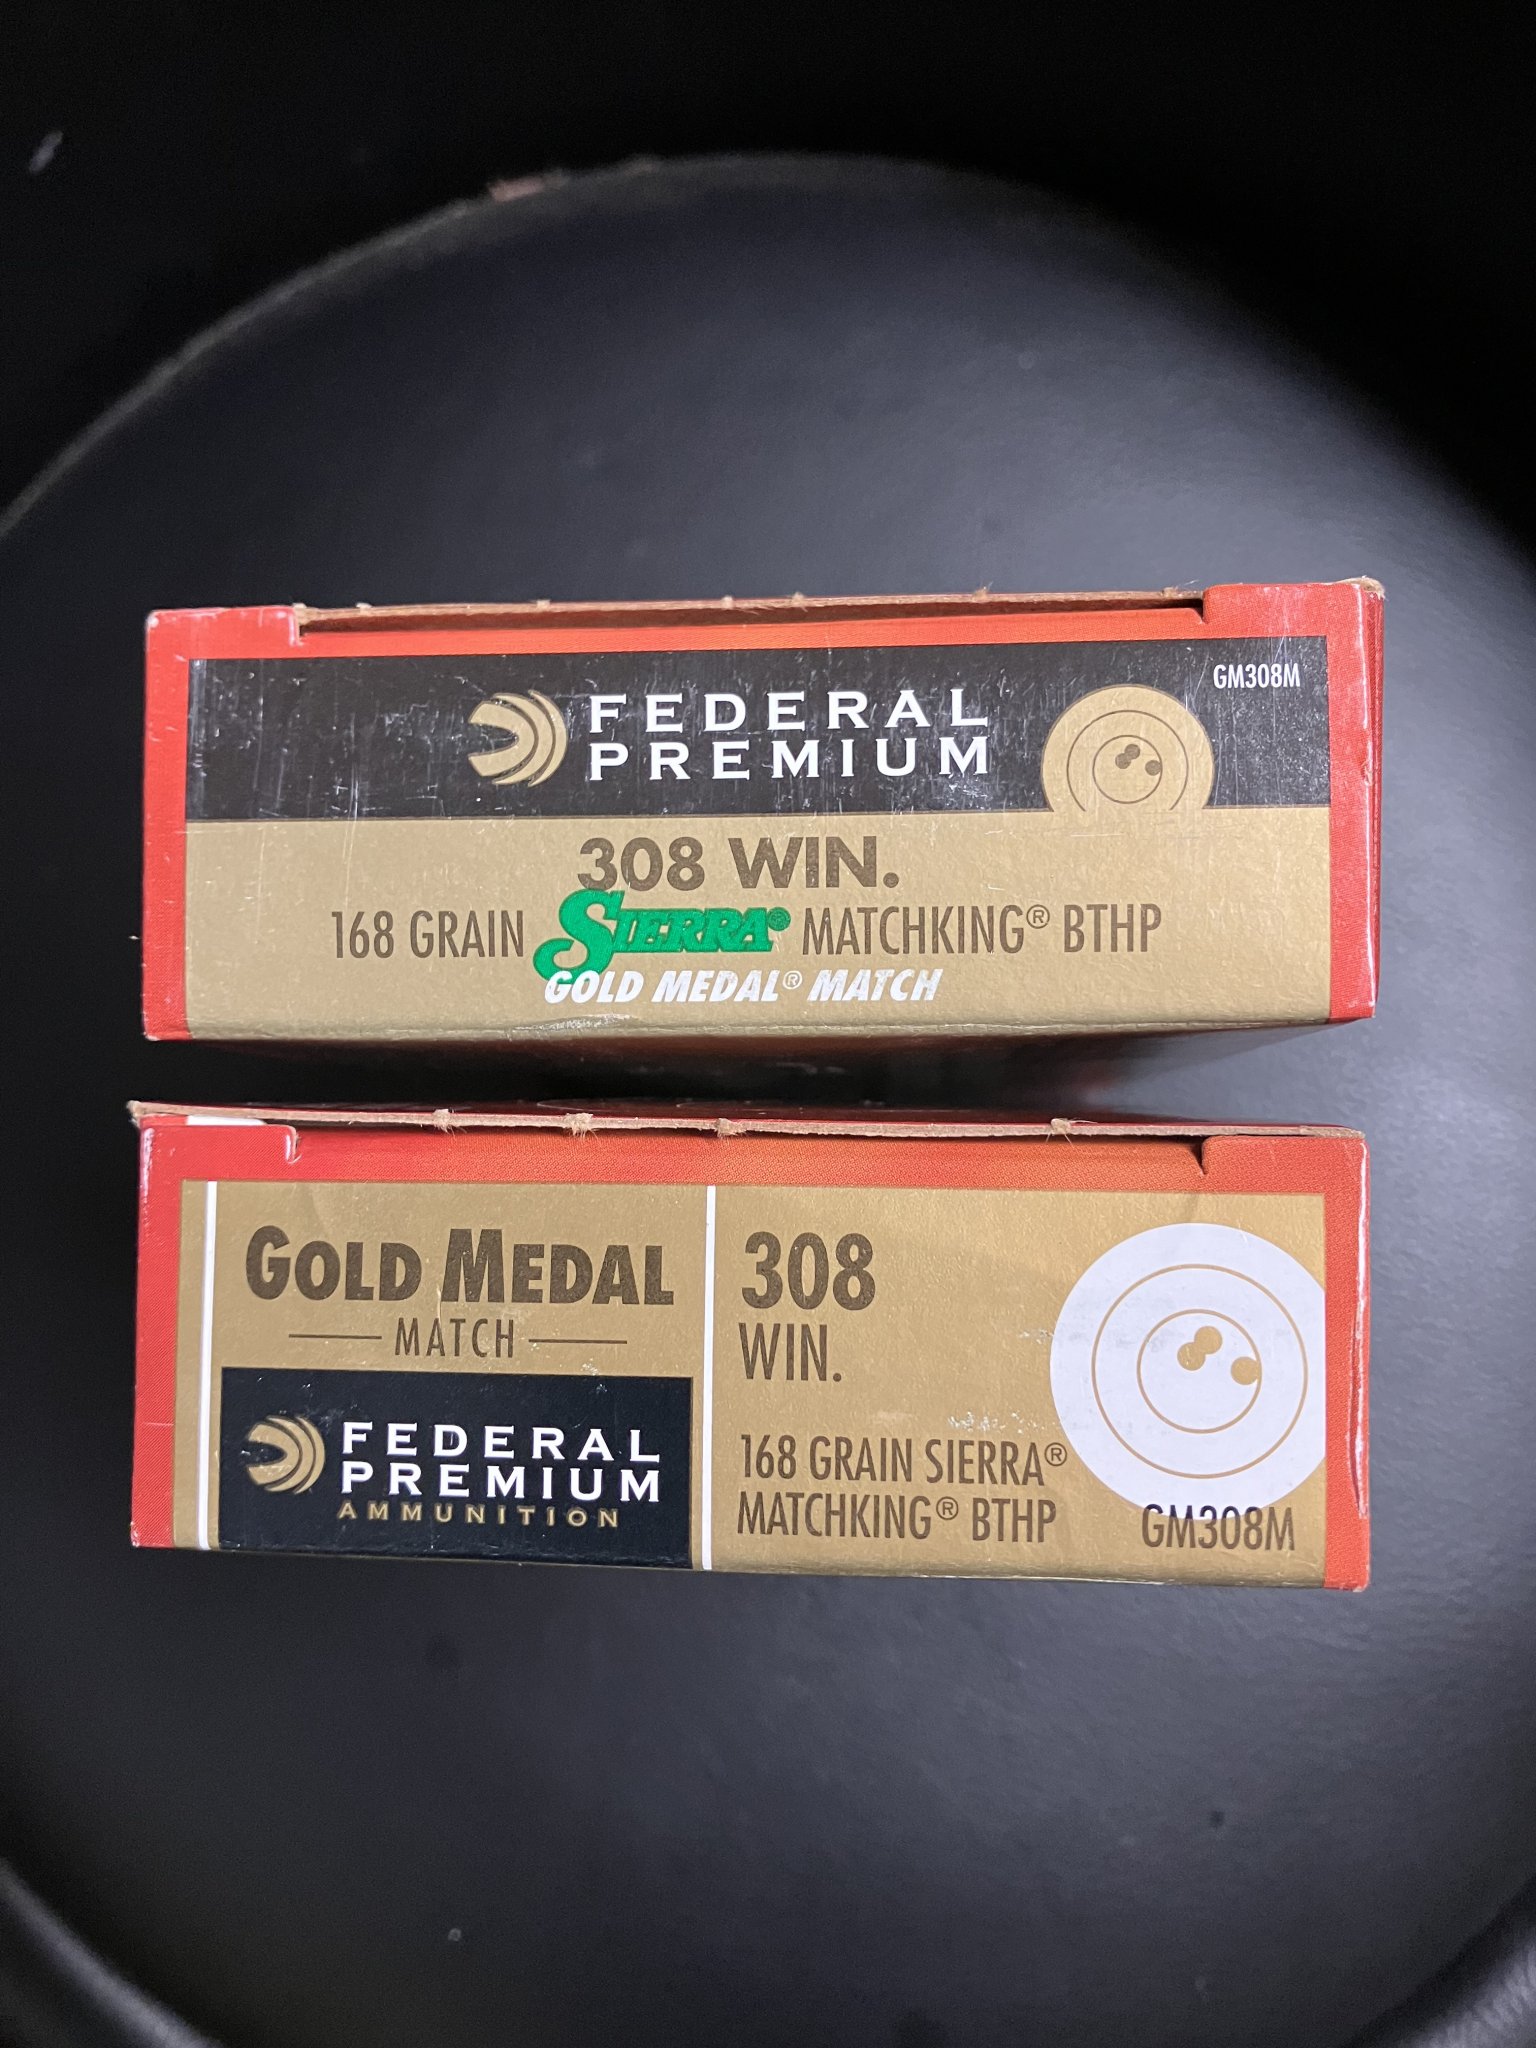 GM308M
FEDERAL
PREMIUM
308 WIN.
168 GRAIN SIERRA® MATCHKING® BTHP
GOLD MEDAL® MATCH
GOLD MEDAL
MATCH
FEDERAL
PREMIUM
AMMUNITION
308
WIN.
168 GRAIN SIERRA®
MATCHKING® BTHP
GM308M